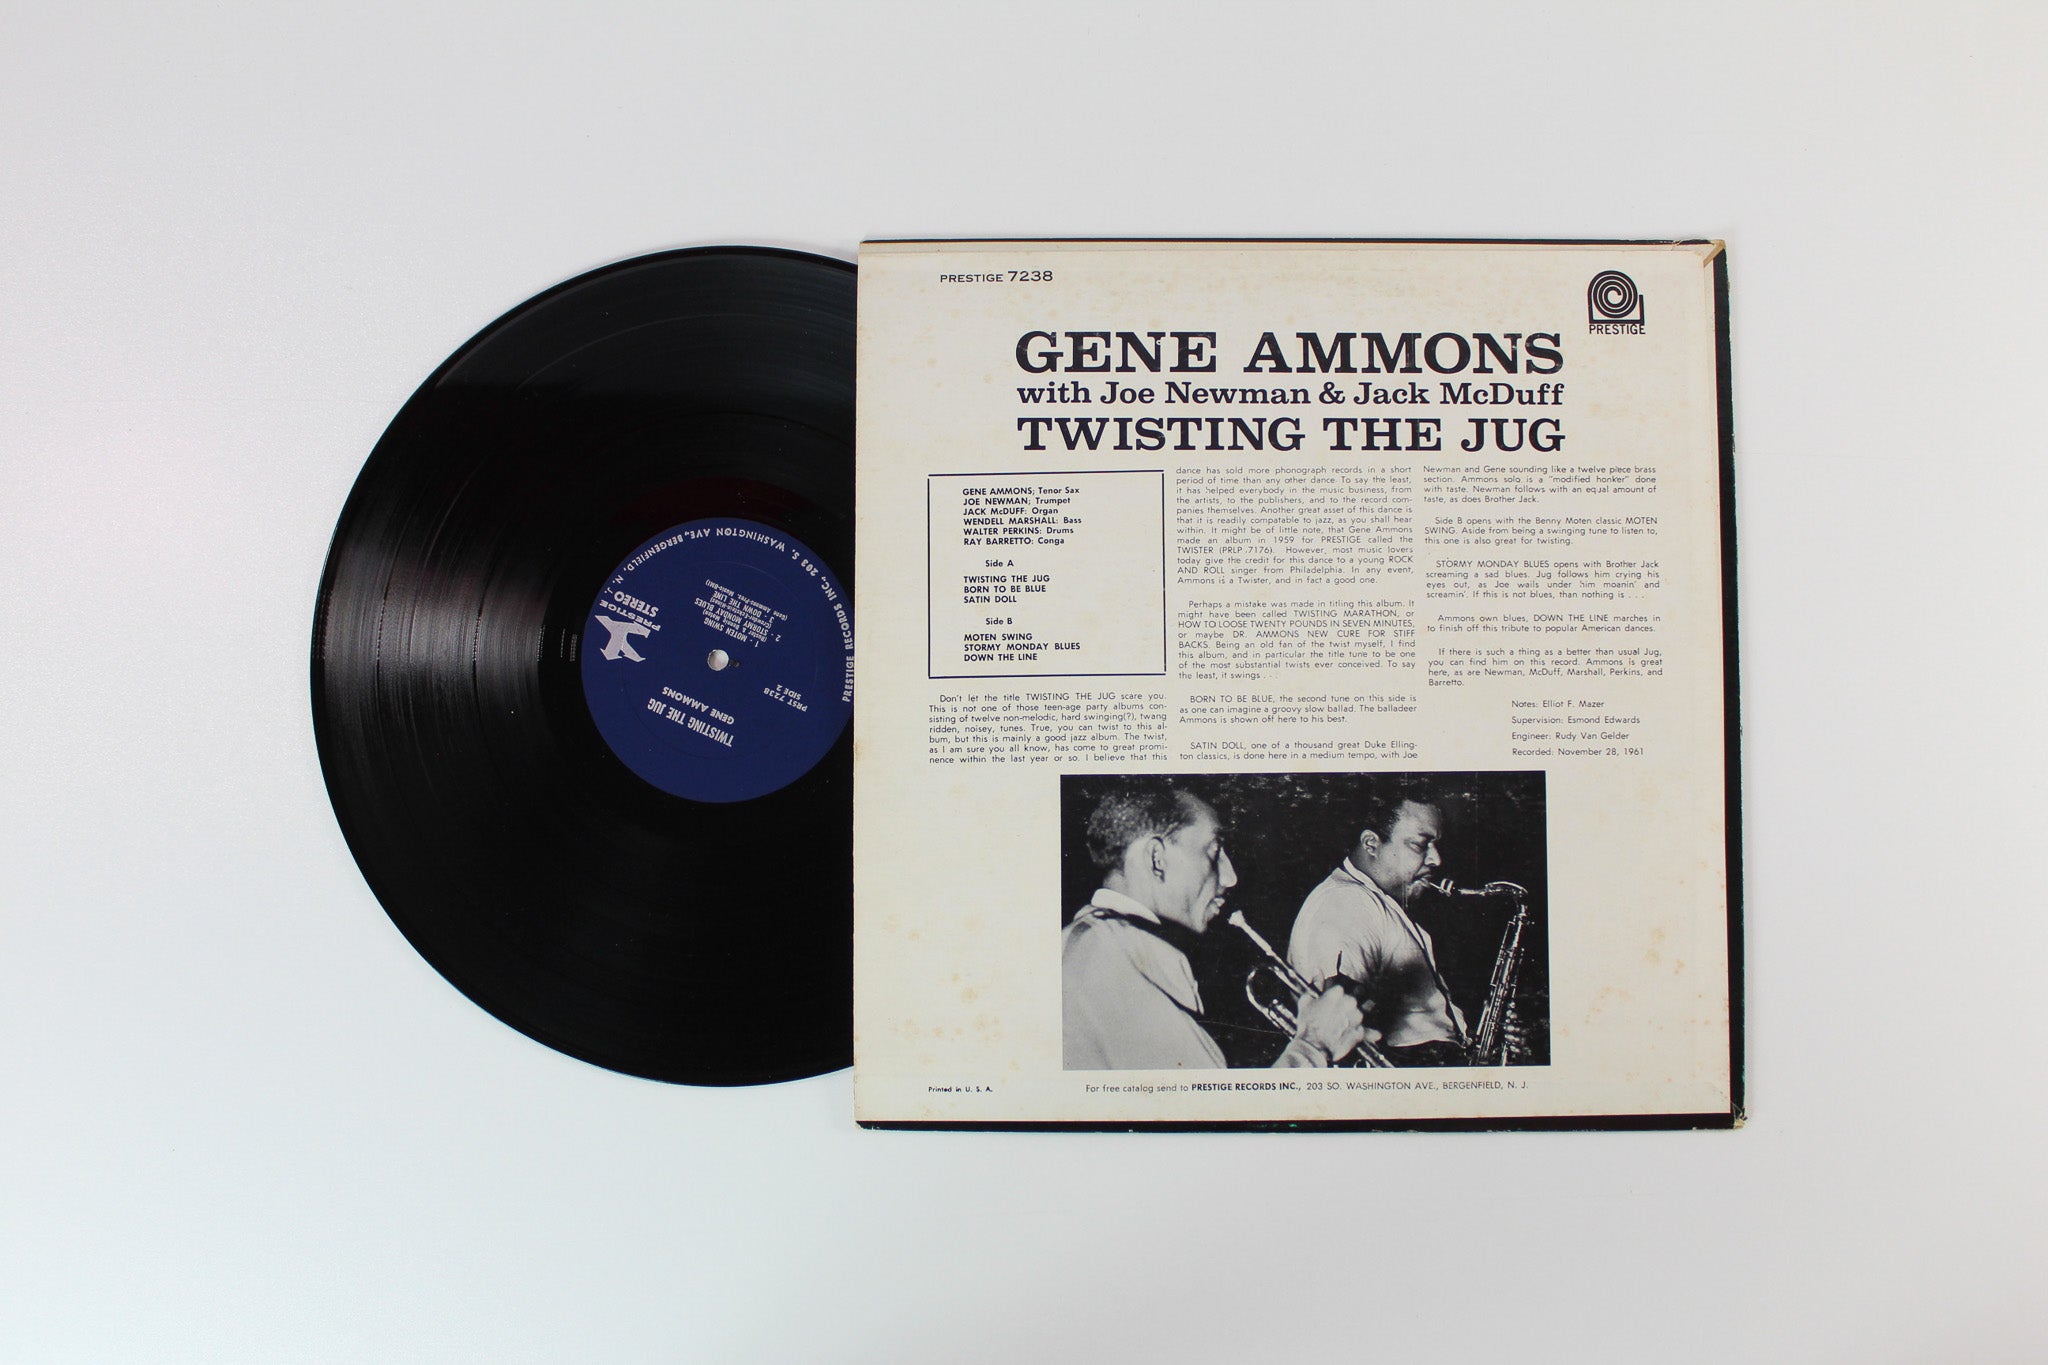 PRESTIGE 7238
PRESTIGE
GENE AMMONS
with Joe Newman & Jack McDuff
TWISTING THE JUG
GENE AMMONS; Tenor Sax
JOE NEWMAN; Trumpet
JACK McDUFF: Organ
WENDELL MARSHALL: Bass
WALTER PERKINS: Drums
RAY BARRETTO: Conga
Side A
TWISTING THE JUG
BORN TO BE BLUE
SATIN DOLL
Side B
MOTEN SWING
STORMY MONDAY BLUES
DOWN THE LINE
Don't let the title TWISTING THE JUG scare you.
This is not one of those teen-age party albums con-
sisting of twelve non-melodic, hard swinging(?), twang
ridden, noisey, tunes. True, you can twist to this al-
bum, but this is mainly a good jazz album. The twist,
as I am sure you all know, has come to great promi-
nence within the last year or so. I believe that this
dance has sold more phonograph records in a short
period of time than any other dance. To say the least,
it has helped everybody in the music business, from
the artists, to the publishers, and to the record com-
panies themselves. Another great asset of this dance is
that it is readily compatable to jazz, as you shall hear
within. It might be of little note, that Gene Ammons
made an album in 1959 for PRESTIGE called the
TWISTER (PRLP .7176). However, most music lovers
today give the credit for this dance to a young ROCK
AND ROLL singer from Philadelphia. In any event,
Ammons is a Twister, and in fact a good one.
Perhaps a mistake was made in titling this album. It
might have been called TWISTING MARATHON, or
HOW TO LOOSE TWENTY POUNDS IN SEVEN MINUTES,
or maybe DR. AMMONS NEW CURE FOR STIFF
BACKS. Being an old fan of the twist myself, I find
this album, and in particular the title tune to be one
of the most substantial twists ever conceived. To say
the least, it swings . . .
BORN TO BE BLUE, the second tune on this side is
as one can imagine a groovy slow ballad. The balladeer
Ammons is shown off here to his best.
SATIN DOLL, one of a thousand great Duke Elling-
ton classics, is done here in a medium tempo, with Joe
Newman and Gene sounding like a twelve piece brass
section. Ammons solo is a "modified honker" done
with taste. Newman follows with an equal amount of
taste, as does Brother Jack.
Side B opens with the Benny Moten classic MOTEN
SWING. Aside from being a swinging tune to listen to,
this one is also great for twisting.
STORMY MONDAY BLUES opens with Brother Jack
screaming a sad blues. Jug follows him crying his
eyes out, as Joe wails under him moanin' and
screamin'. If this is not blues, than nothing is . . .
Ammons own blues, DOWN THE LINE marches in
to finish off this tribute to popular American dances.
If there is such a thing as a better than usual Jug,
you can find him on this record. Ammons is great
here, as are Newman, McDuff, Marshall, Perkins, and
Barretto.
Notes: Elliot F. Mazer
Supervision: Esmond Edwards
Engineer: Rudy Van Gelder
Recorded: November 28, 1961
Printed in U. S. A.
For free catalog send to PRESTIGE RECORDS INC., 203 SO. WASHINGTON AVE., BERGENFIELD, N. J.
PRESTIGE RECORDS INC., 203 S. WASHINGTON AVE., BERGENFIELD, N. J.
PRESTIGE
STEREO
TWISTING THE JUG
GENE AMMONS
PRST 7238
SIDE 2
1 - MOTEN SWING
2 - STORMY MONDAY BLUES
3 - DOWN THE LINE
(Gene Ammons-Pres. Music-BMI)